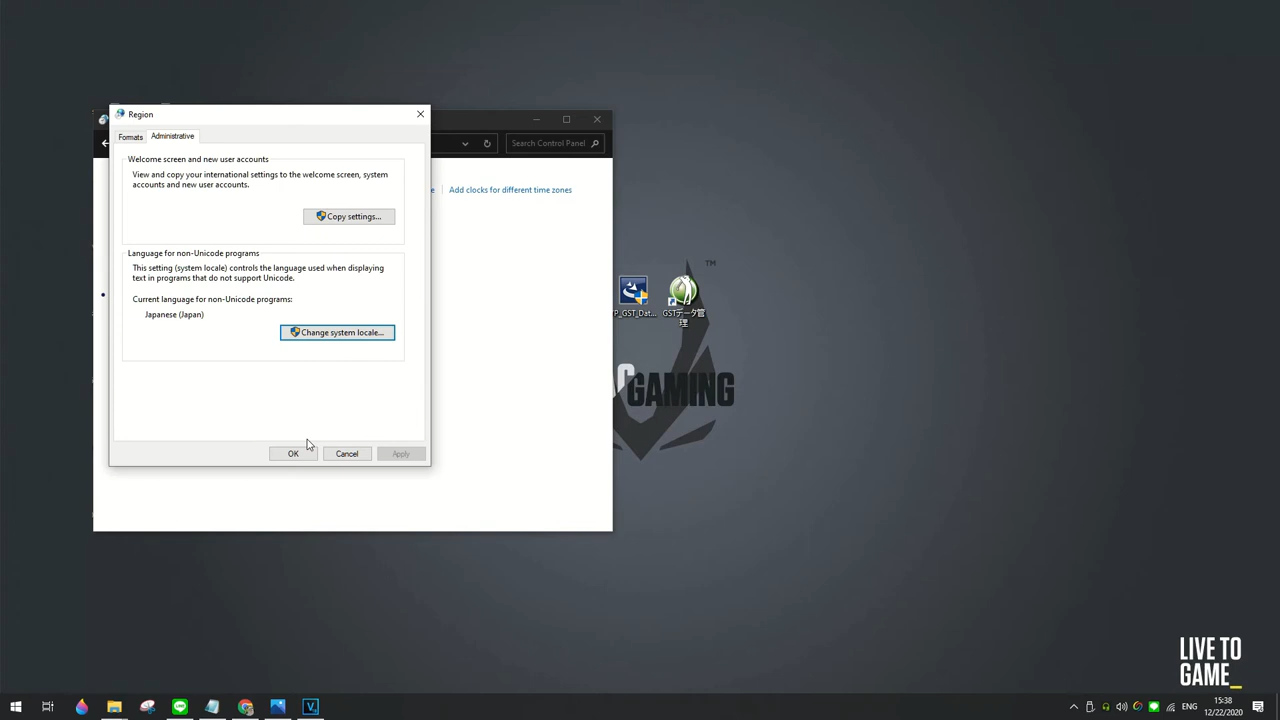 Region
Formats
Administrative
Welcome screen and new user accounts
View and copy your international settings to the welcome screen, system
accounts and new user accounts.
Copy settings...
Language for non-Unicode programs
This setting (system locale) controls the language used when displaying
text in programs that do not support Unicode.
Current language for non-Unicode programs:
Japanese (Japan)
Change system locale...
OK
Cancel
Apply
Search Control Panel
Add clocks for different time zones
GSTデータ管
理
TM
GAMING
LIVE TO
GAME_
ENG
15:38
12/22/2020